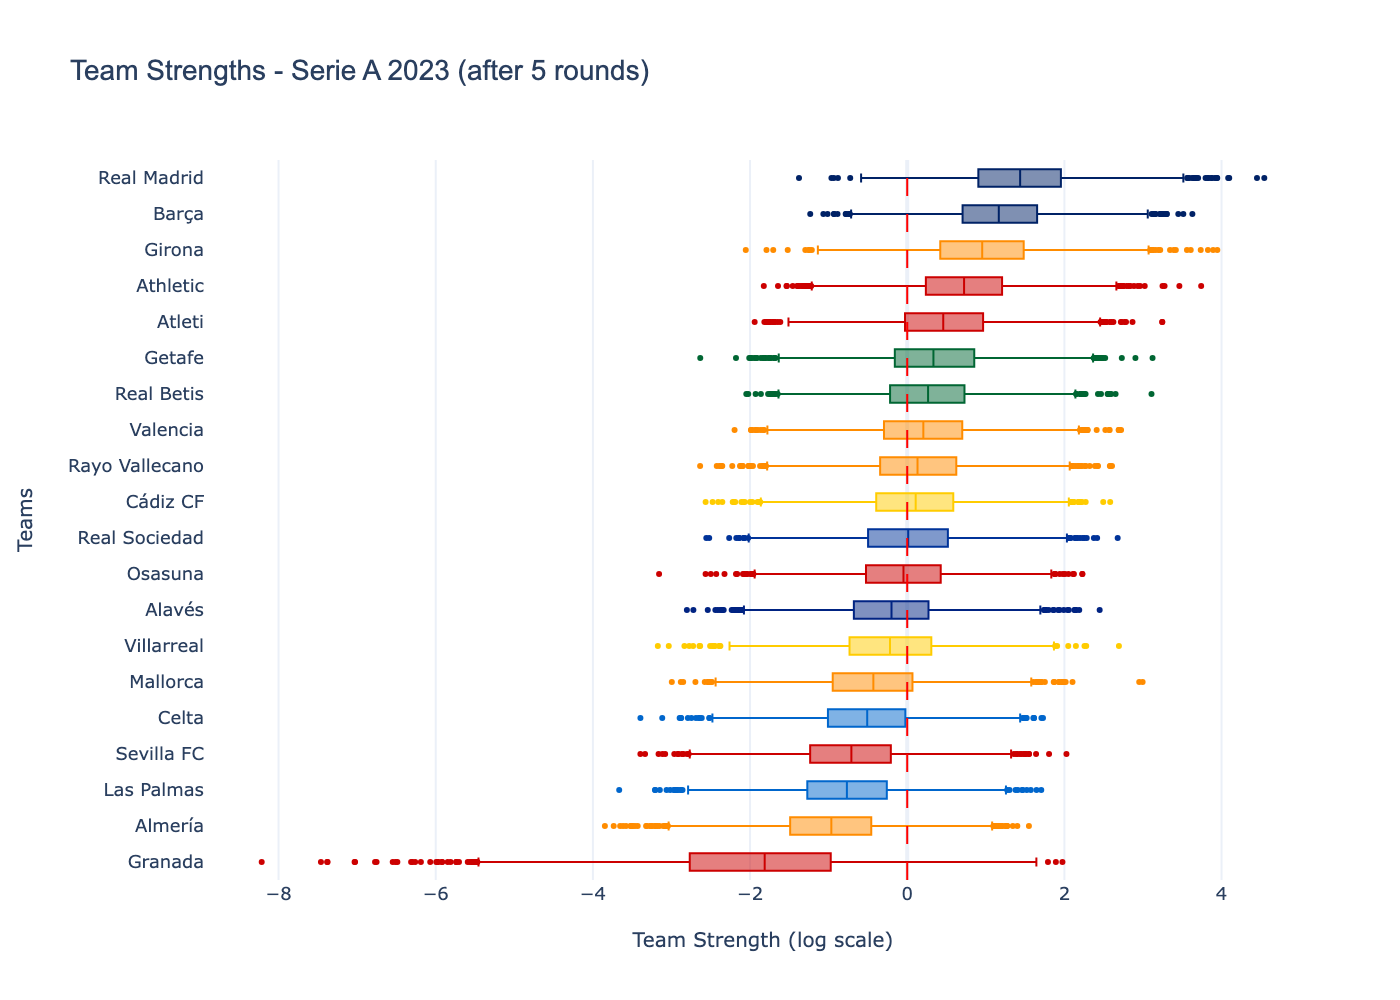 Team Strengths - Serie A 2023 (after 5 rounds)
Real Madrid
Barça
Girona
Athletic
Atleti
Getafe
Real Betis
Valencia
Rayo Vallecano
Cádiz CF
Real Sociedad
Osasuna
Alavés
Villarreal
Mallorca
Celta
Sevilla FC
Las Palmas
Almería
Granada
Teams
−8 −6 −4 −2 0 2 4
Team Strength (log scale)